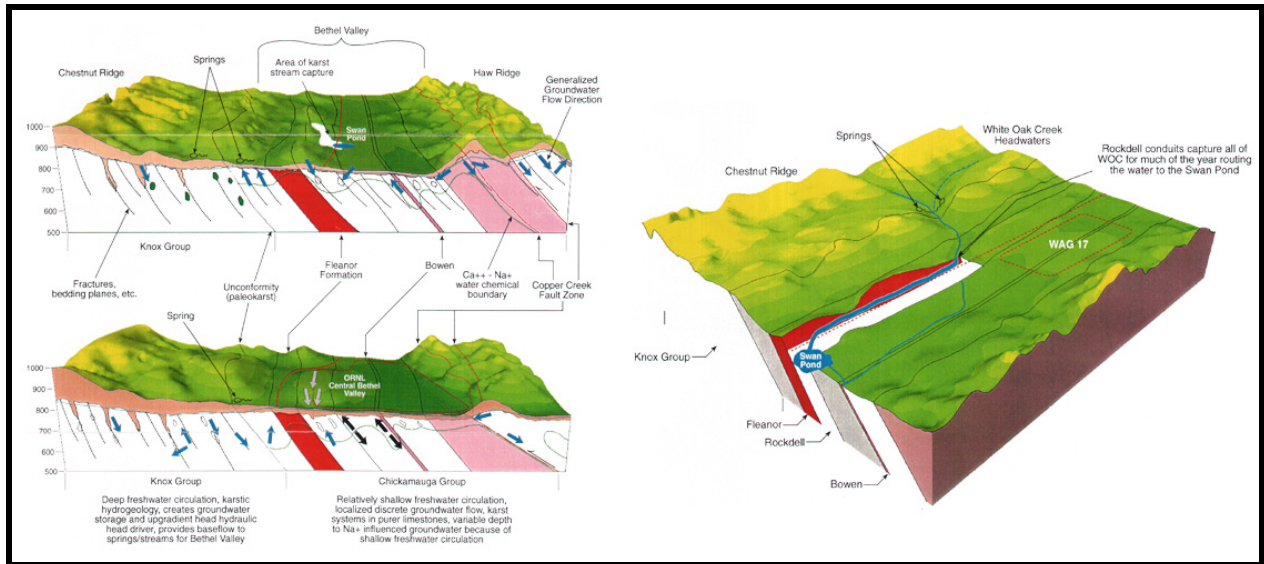 Bethel Valley
Springs
Area of karst
stream capture
Chestnut Ridge
Haw Ridge
Generalized
Groundwater
Flow Direction
Swan
Pond
1000
900
800
700
600
500
Knox Group
Fractures,
bedding planes, etc.
Unconformity
(paleokarst)
Fleanor
Formation
Bowen
Ca++ - Na+
water chemical
boundary
Copper Creek
Fault Zone
Spring
ORNL
Central Bethel
Valley
1000
900
800
700
600
500
Knox Group
Chickamauga Group
Deep freshwater circulation, karstic
hydrogeology, creates groundwater
storage and upgradient head hydraulic
head driver, provides baseflow to
springs/streams for Bethel Valley
Relatively shallow freshwater circulation,
localized discrete groundwater flow, karst
systems in purer limestones, variable depth
to Na+ influenced groundwater because of
shallow freshwater circulation
Springs
White Oak Creek
Headwaters
Rockdell conduits capture all of
WOC for much of the year routing
the water to the Swan Pond
Chestnut Ridge
WAG 17
Knox Group
Swan
Pond
Fleanor
Rockdell
Bowen